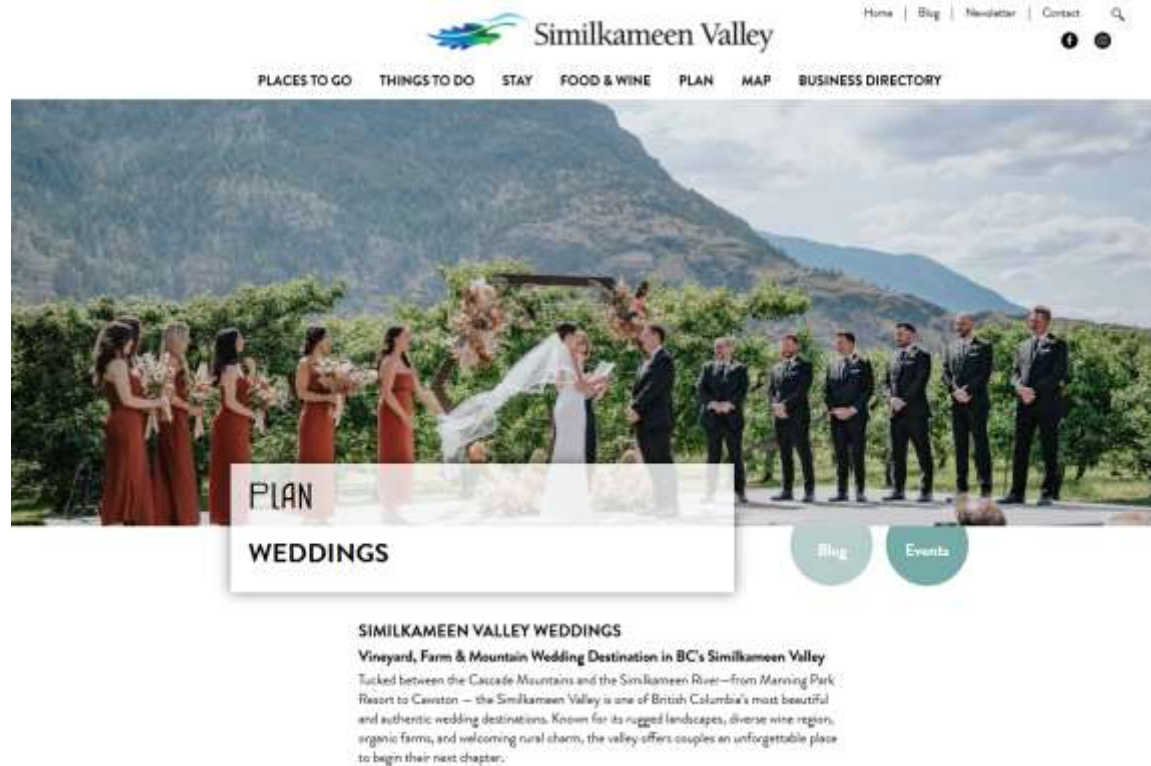 Home | Blog | Newsletter | Contact
Similkameen Valley
PLACES TO GO THINGS TO DO STAY FOOD & WINE PLAN MAP BUSINESS DIRECTORY
PLAN
WEDDINGS
Blog Events
SIMILKAMEEN VALLEY WEDDINGS
Vineyard, Farm & Mountain Wedding Destination in BC's Similkameen Valley
Tucked between the Cascade Mountains and the Similkameen River—from Manning Park
Resort to Cawston — the Similkameen Valley is one of British Columbia's most beautiful
and authentic wedding destinations. Known for its rugged landscapes, diverse wine region,
organic farms, and welcoming rural charm, the valley offers couples an unforgettable place
to begin their next chapter.